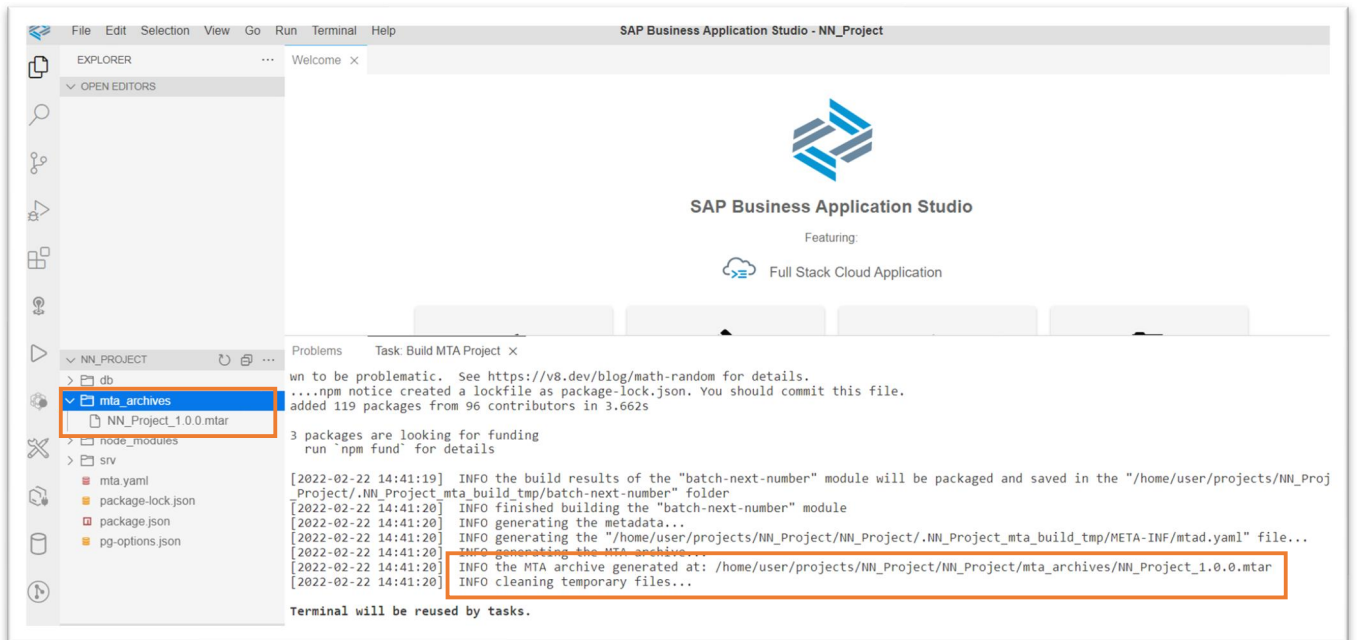 File Edit Selection View Go Run Terminal Help SAP Business Application Studio - NN_Project
EXPLORER
OPEN EDITORS
Welcome
SAP Business Application Studio
Featuring:
Full Stack Cloud Application
NN_PROJECT
db
mta_archives
NN_Project_1.0.0.mtar
node_modules
srv
mta.yaml
package-lock.json
package.json
pg-options.json
Problems Task: Build MTA Project
wn to be problematic. See https://v8.dev/blog/math-random for details.
....npm notice created a lockfile as package-lock.json. You should commit this file.
added 119 packages from 96 contributors in 3.662s
3 packages are looking for funding
run `npm fund` for details
[2022-02-22 14:41:19] INFO the build results of the "batch-next-number" module will be packaged and saved in the "/home/user/projects/NN_Proj
_Project/.NN_Project_mta_build_tmp/batch-next-number" folder
[2022-02-22 14:41:20] INFO finished building the "batch-next-number" module
[2022-02-22 14:41:20] INFO generating the metadata...
[2022-02-22 14:41:20] INFO generating the "/home/user/projects/NN_Project/NN_Project/.NN_Project_mta_build_tmp/META-INF/mtad.yaml" file...
[2022-02-22 14:41:20] INFO generating the MTA archive...
[2022-02-22 14:41:20] INFO the MTA archive generated at: /home/user/projects/NN_Project/NN_Project/mta_archives/NN_Project_1.0.0.mtar
[2022-02-22 14:41:20] INFO cleaning temporary files...
Terminal will be reused by tasks.